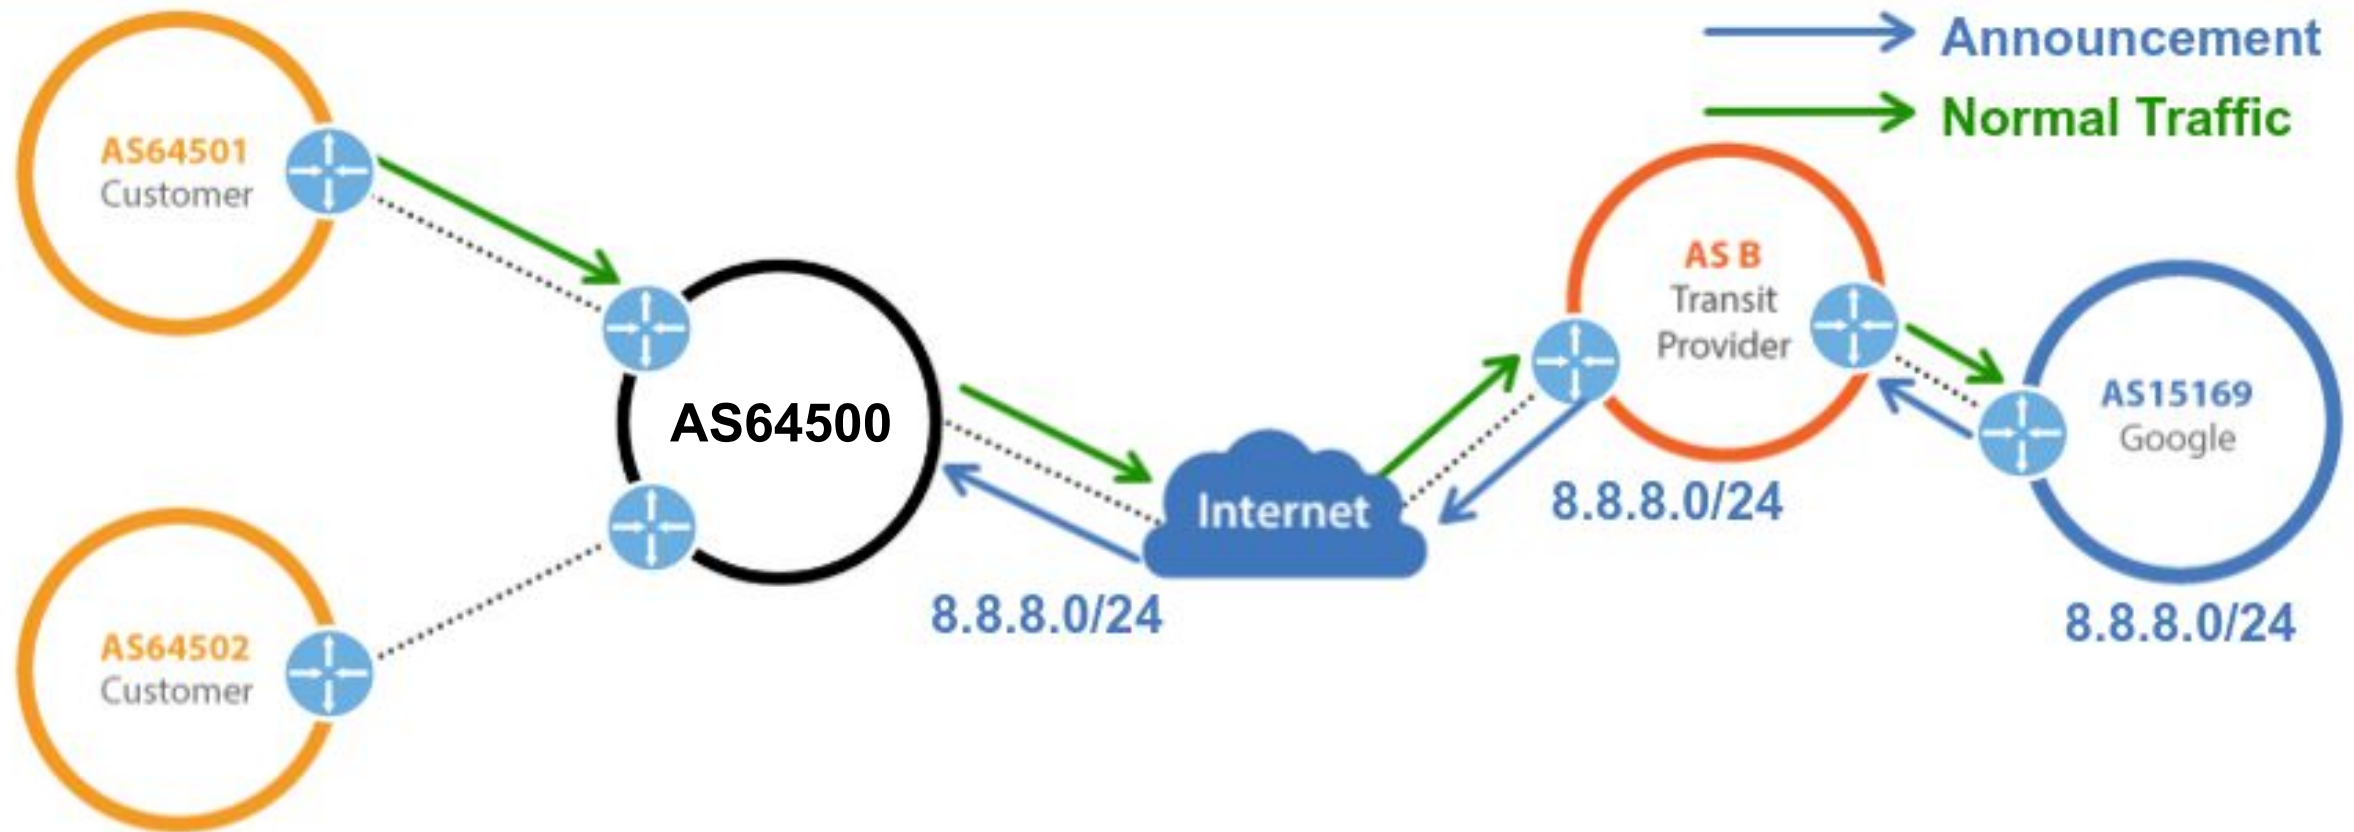 Announcement
Normal Traffic
AS64501
Customer
AS64500
AS64502
Customer
Internet
8.8.8.0/24
AS B
Transit
Provider
8.8.8.0/24
AS15169
Google
8.8.8.0/24